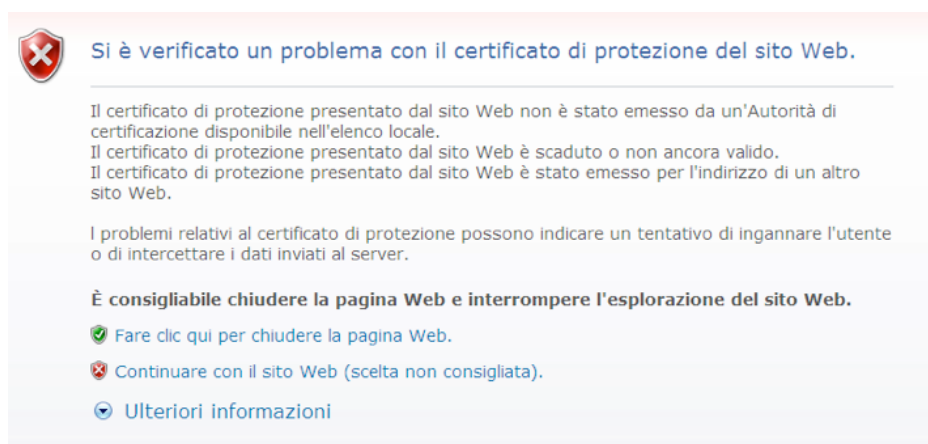 Si è verificato un problema con il certificato di protezione del sito Web.
Il certificato di protezione presentato dal sito Web non è stato emesso da un'Autorità di
certificazione disponibile nell'elenco locale.
Il certificato di protezione presentato dal sito Web è scaduto o non ancora valido.
Il certificato di protezione presentato dal sito Web è stato emesso per l'indirizzo di un altro
sito Web.
I problemi relativi al certificato di protezione possono indicare un tentativo di ingannare l'utente
o di intercettare i dati inviati al server.
È consigliabile chiudere la pagina Web e interrompere l'esplorazione del sito Web.
Fare clic qui per chiudere la pagina Web.
Continuare con il sito Web (scelta non consigliata).
Ulteriori informazioni